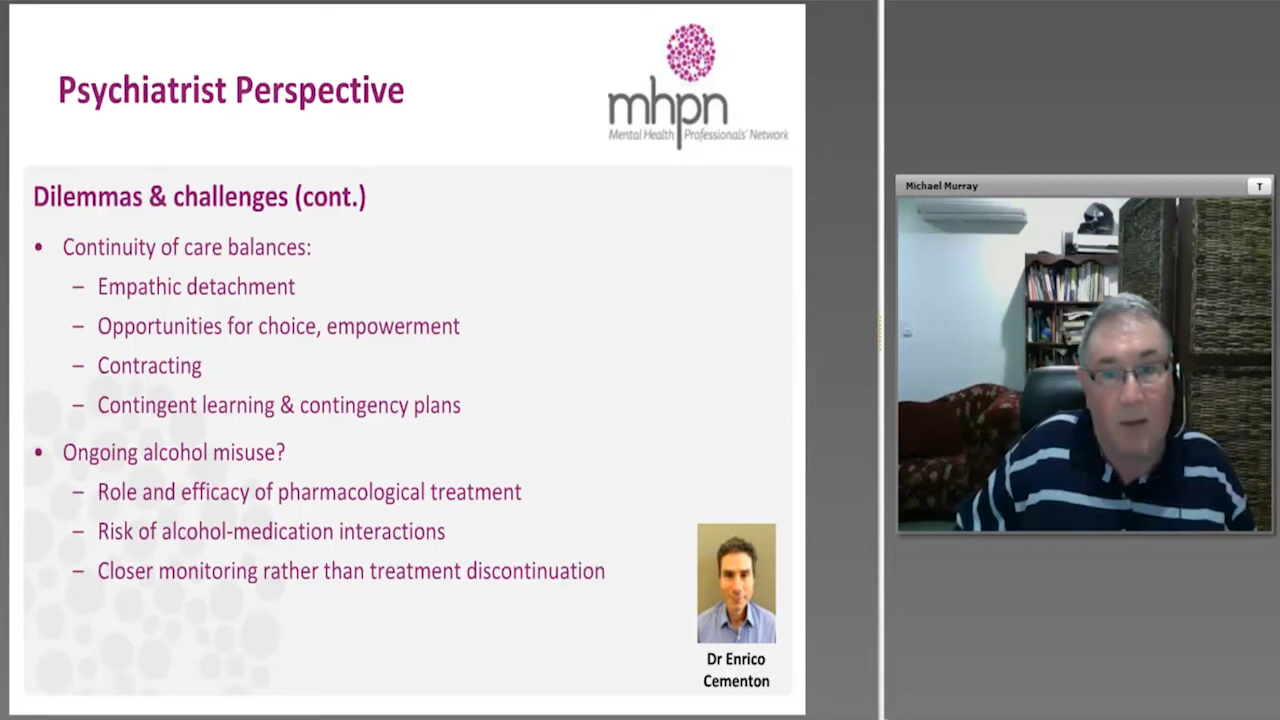 Psychiatrist Perspective
mhpn
Mental Health Professionals' Network
Dilemmas & challenges (cont.)
• Continuity of care balances:
– Empathic detachment
– Opportunities for choice, empowerment
– Contracting
– Contingent learning & contingency plans
• Ongoing alcohol misuse?
– Role and efficacy of pharmacological treatment
– Risk of alcohol-medication interactions
– Closer monitoring rather than treatment discontinuation
Dr Enrico
Cementon
Michael Murray
T